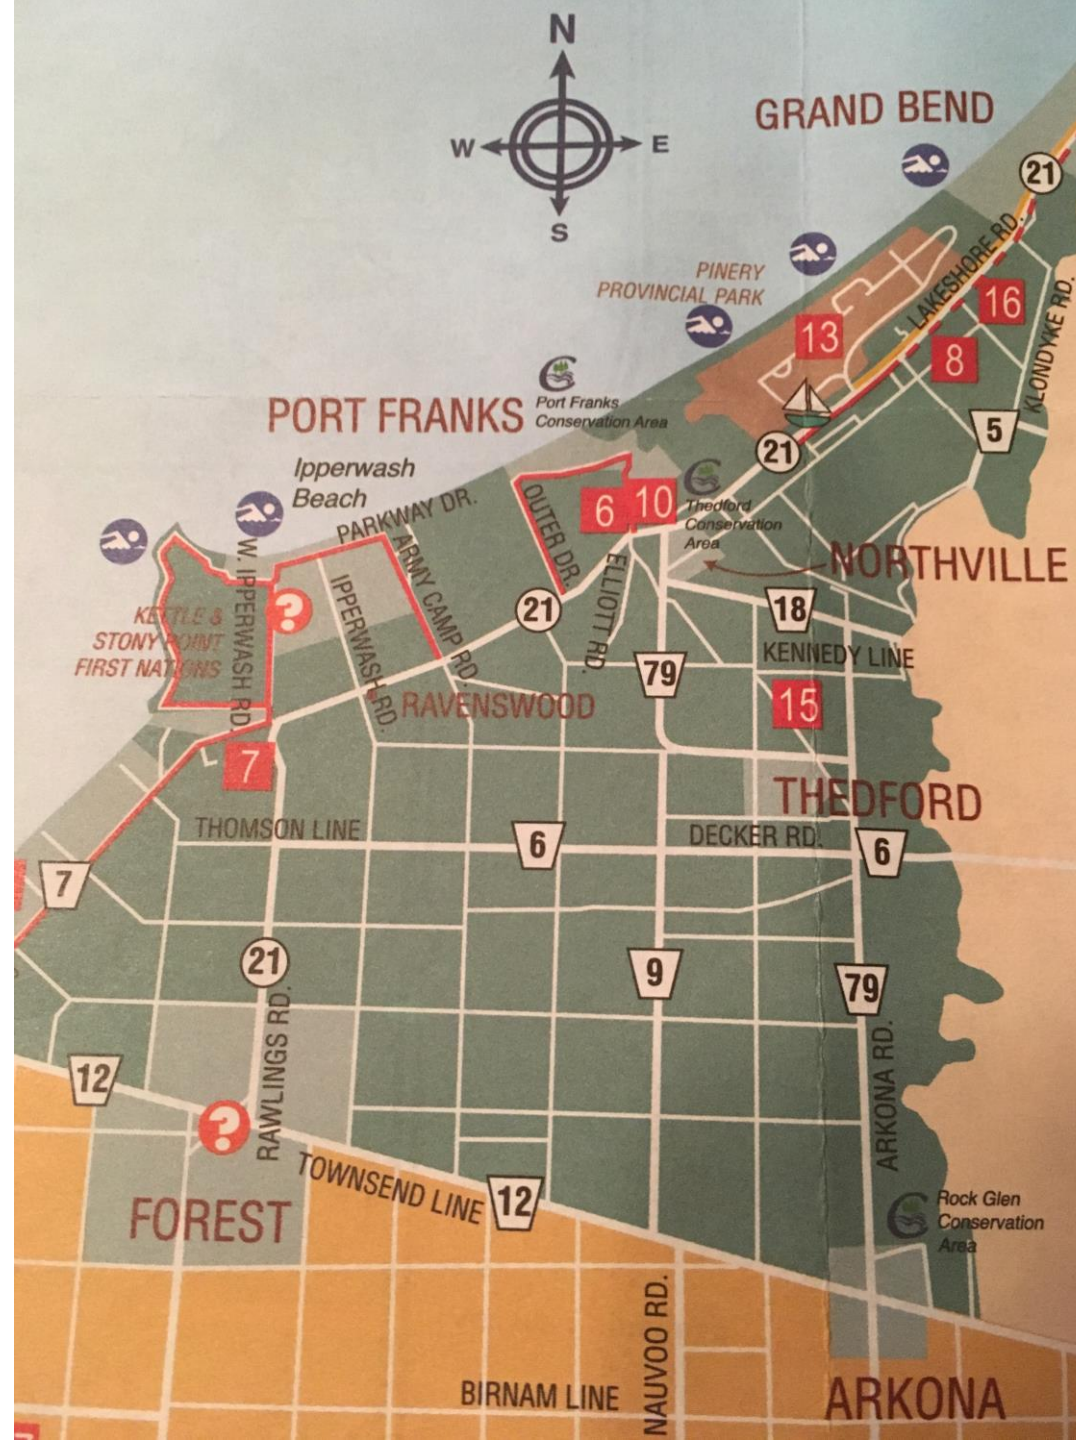 N
W E
S
GRAND BEND
21
LAKESHORE RD.
PINERY
PROVINCIAL PARK
13
16
8
KLONDYKE RD.
5
21
Port Franks
Conservation Area
PORT FRANKS
Ipperwash
Beach
PARKWAY DR.
OUTER DR.
6
10
Thedford
Conservation
Area
NORTHVILLE
W. IPPERWASH RD.
?
IPPERWASH RD.
ARMY CAMP RD.
21
ELLIOTT RD.
18
KENNEDY LINE
KETTLE &
STONY POINT
FIRST NATIONS
79
RAVENSWOOD
15
7
THEDFORD
THOMSON LINE
6
DECKER RD.
6
7
21
9
79
RAWLINGS RD.
ARKONA RD.
12
?
TOWNSEND LINE
12
FOREST
Rock Glen
Conservation
Area
NAUVOO RD.
BIRNAM LINE
ARKONA